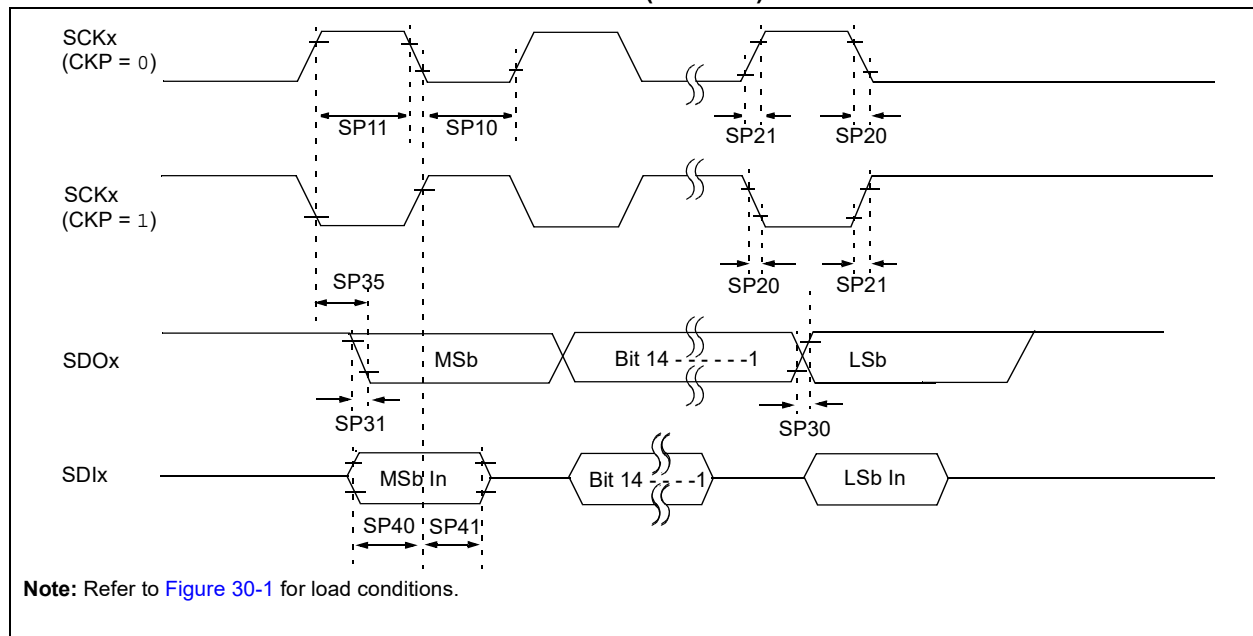 SCKx
(CKP = 0)
SP11
SP10
SP21
SP20
SCKx
(CKP = 1)
SP35
SP20
SP21
SDOx
MSb
Bit 14 - - - - - -1
LSb
SP31
SP30
SDIx
MSb In
Bit 14 - - - -1
LSb In
SP40
SP41
Note: Refer to Figure 30-1 for load conditions.